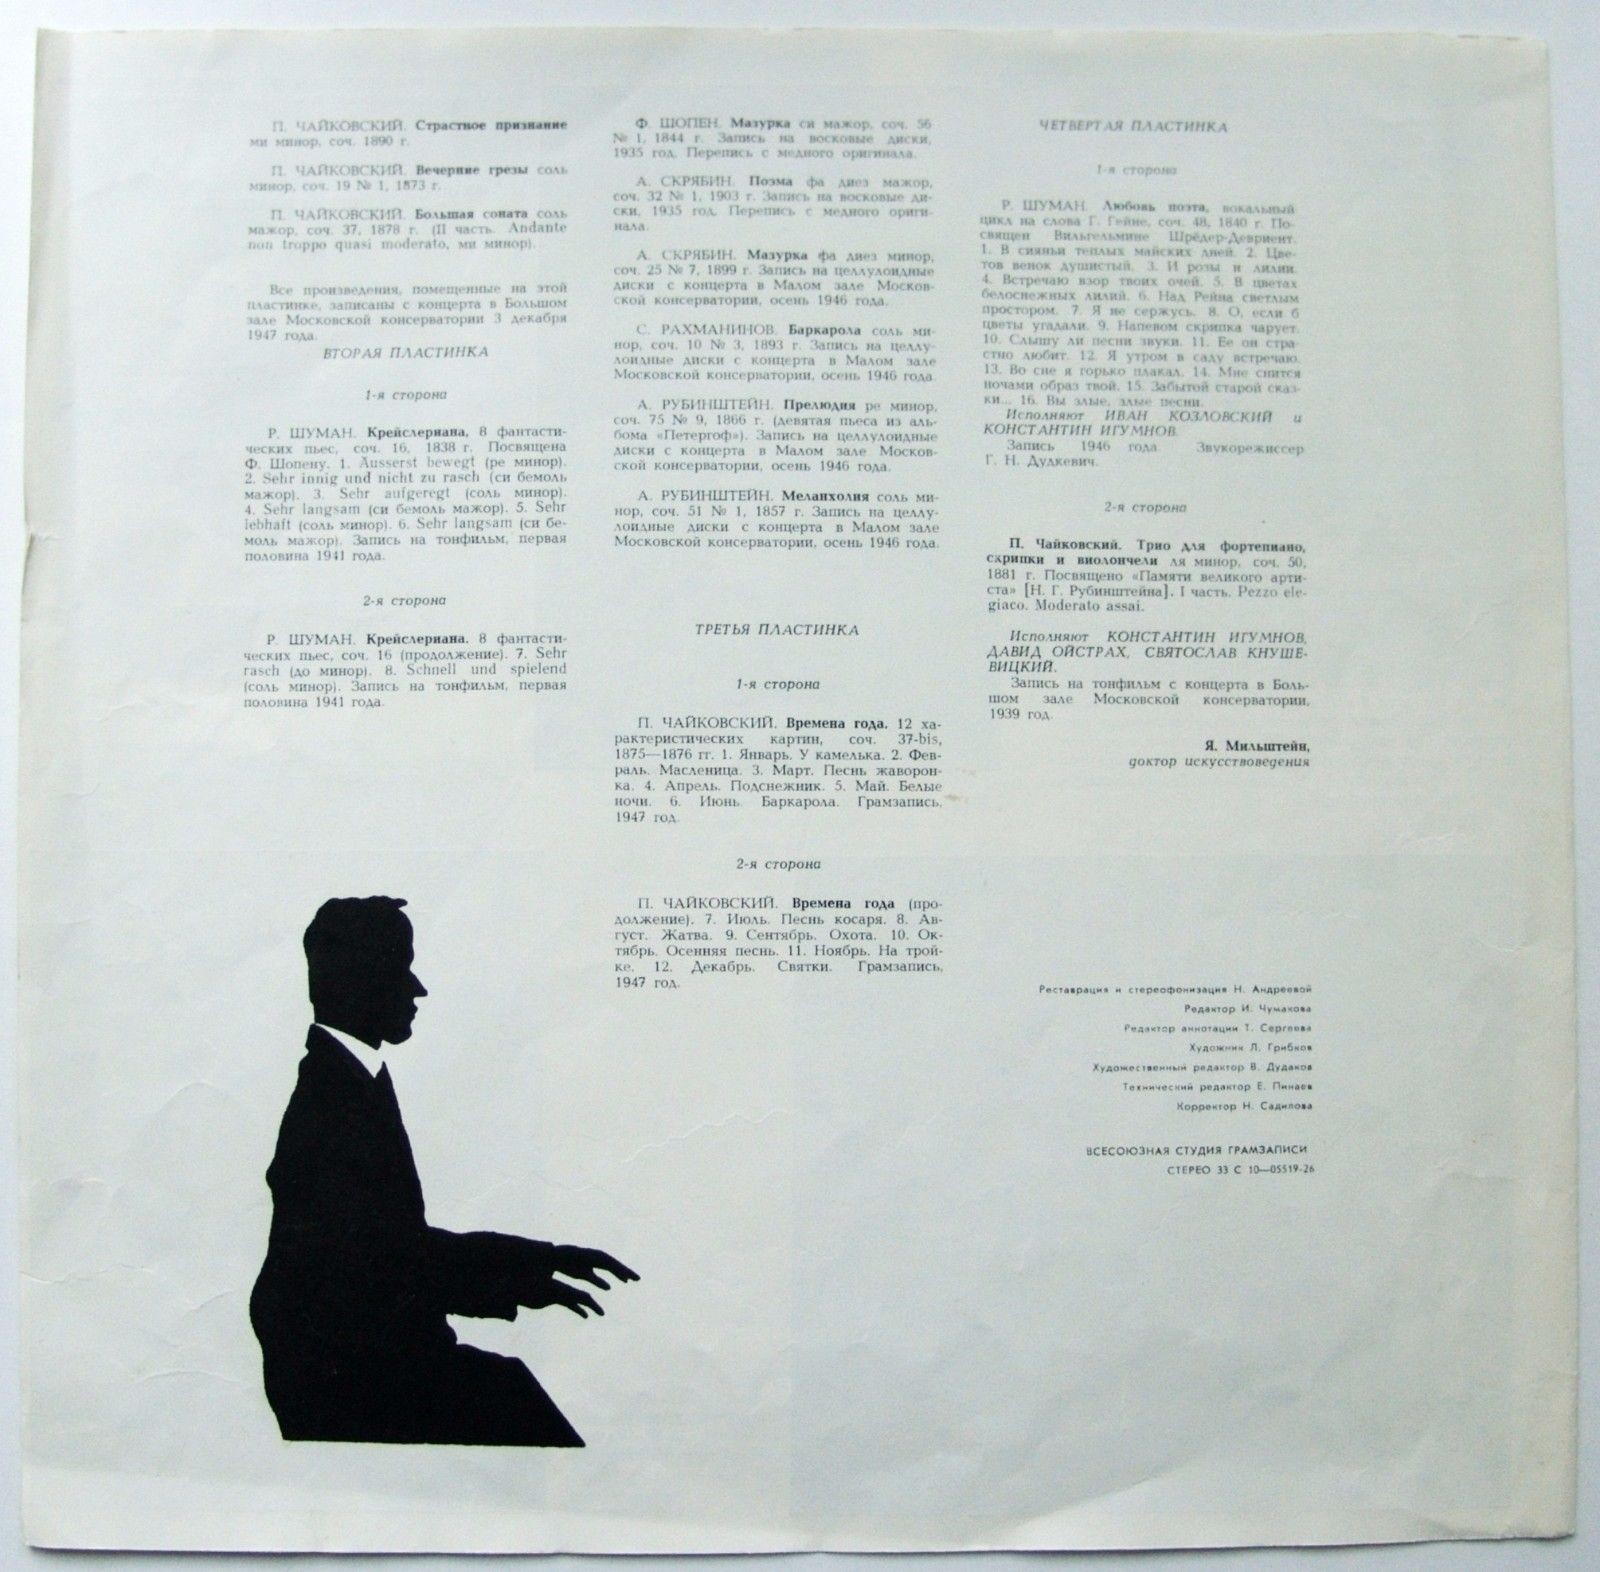 П. ЧАЙКОВСКИЙ. Страстное признание
ми минор, соч. 1890 г.
П. ЧАЙКОВСКИЙ. Вечерние грезы соль
минор, соч. 19 № 1, 1873 г.
П. ЧАЙКОВСКИЙ. Большая соната соль
мажор, соч. 37, 1878 г. (II часть. Andante
non troppo quasi moderato, ми минор).
Все произведения, помещенные на этой
пластинке, записаны с концерта в Большом
зале Московской консерватории 3 декабря
1947 года.
ВТОРАЯ ПЛАСТИНКА
1-я сторона
Р. ШУМАН. Крейслериана, 8 фантасти-
ческих пьес, соч. 16, 1838 г. Посвящена
Ф. Шопену. 1. Äusserst bewegt (ре минор).
2. Sehr innig und nicht zu rasch (си бемоль
мажор). 3. Sehr aufgeregt (соль минор).
4. Sehr langsam (си бемоль мажор). 5. Sehr
lebhaft (соль минор). 6. Sehr langsam (си бе-
моль мажор). Запись на тонфильм, первая
половина 1941 года.
2-я сторона
Р. ШУМАН. Крейслериана. 8 фантасти-
ческих пьес, соч. 16 (продолжение). 7. Sehr
rasch (до минор). 8. Schnell und spielend
(соль минор). Запись на тонфильм, первая
половина 1941 года.
Ф. ШОПЕН. Мазурка си мажор, соч. 56
№ 1, 1844 г. Запись на восковые диски,
1935 год. Перепись с медного оригинала.
А. СКРЯБИН. Поэма фа диез мажор,
соч. 32 № 1, 1903 г. Запись на восковые ди-
ски, 1935 год. Перепись с медного ориги-
нала.
А. СКРЯБИН. Мазурка фа диез минор,
соч. 25 № 7, 1899 г. Запись на целлулоидные
диски с концерта в Малом зале Москов-
ской консерватории, осень 1946 года.
С. РАХМАНИНОВ. Баркарола соль ми-
нор, соч. 10 № 3, 1893 г. Запись на целлу-
лоидные диски с концерта в Малом зале
Московской консерватории, осень 1946 года.
А. РУБИНШТЕЙН. Прелюдия ре минор,
соч. 75 № 9, 1866 г. (девятая пьеса из аль-
бома «Петергоф»). Запись на целлулоидные
диски с концерта в Малом зале Москов-
ской консерватории, осень 1946 года.
А. РУБИНШТЕЙН. Меланхолия соль ми-
нор, соч. 51 № 1, 1857 г. Запись на целлу-
лоидные диски с концерта в Малом зале
Московской консерватории, осень 1946 года.
ТРЕТЬЯ ПЛАСТИНКА
1-я сторона
П. ЧАЙКОВСКИЙ. Времена года. 12 ха-
рактеристических картин, соч. 37-bis,
1875—1876 гг. 1. Январь. У камелька. 2. Фев-
раль. Масленица. 3. Март. Песнь жаворон-
ка. 4. Апрель. Подснежник. 5. Май. Белые
ночи. 6. Июнь. Баркарола. Грамзапись,
1947 год.
2-я сторона
П. ЧАЙКОВСКИЙ. Времена года (про-
должение). 7. Июль. Песнь косаря. 8. Ав-
густ. Жатва. 9. Сентябрь. Охота. 10. Ок-
тябрь. Осенняя песнь. 11. Ноябрь. На трой-
ке. 12. Декабрь. Святки. Грамзапись,
1947 год.
ЧЕТВЕРТАЯ ПЛАСТИНКА
1-я сторона
Р. ШУМАН. Любовь поэта, вокальный
цикл на слова Г. Гейне, соч. 48, 1840 г. По-
священ Вильгельмине Шрёдер-Девриент.
1. В сияньи теплых майских дней. 2. Цве-
тов венок душистый. 3. И розы и лилии.
4. Встречаю взор твоих очей. 5. В цветах
белоснежных лилий. 6. Над Рейна светлым
простором. 7. Я не сержусь. 8. О, если б
цветы угадали. 9. Напевом скрипка чарует.
10. Слышу ли песни звуки. 11. Ее он стра-
стно любит. 12. Я утром в саду встречаю.
13. Во сне я горько плакал. 14. Мне снится
ночами образ твой. 15. Забытой старой сказ-
ки... 16. Вы злые, злые песни.
Исполняют ИВАН КОЗЛОВСКИЙ и
КОНСТАНТИН ИГУМНОВ.
Запись 1946 года. Звукорежиссер
Г. Н. Дудкевич.
2-я сторона
П. Чайковский. Трио для фортепиано,
скрипки и виолончели ля минор, соч. 50,
1881 г. Посвящено «Памяти великого арти-
ста» [Н. Г. Рубинштейна]. I часть. Pezzo ele-
giaco. Moderato assai.
Исполняют КОНСТАНТИН ИГУМНОВ,
ДАВИД ОЙСТРАХ, СВЯТОСЛАВ КНУШЕ-
ВИЦКИЙ.
Запись на тонфильм с концерта в Боль-
шом зале Московской консерватории,
1939 год.
Я. Мильштейн,
доктор искусствоведения
Реставрация и стереофонизация Н. Андреевой
Редактор И. Чумакова
Редактор аннотации Т. Сергеева
Художник Л. Грибков
Художественный редактор В. Дудаков
Технический редактор Е. Пинаев
Корректор Н. Садилова
ВСЕСОЮЗНАЯ СТУДИЯ ГРАМЗАПИСИ
СТЕРЕО 33 С 10—05519-26